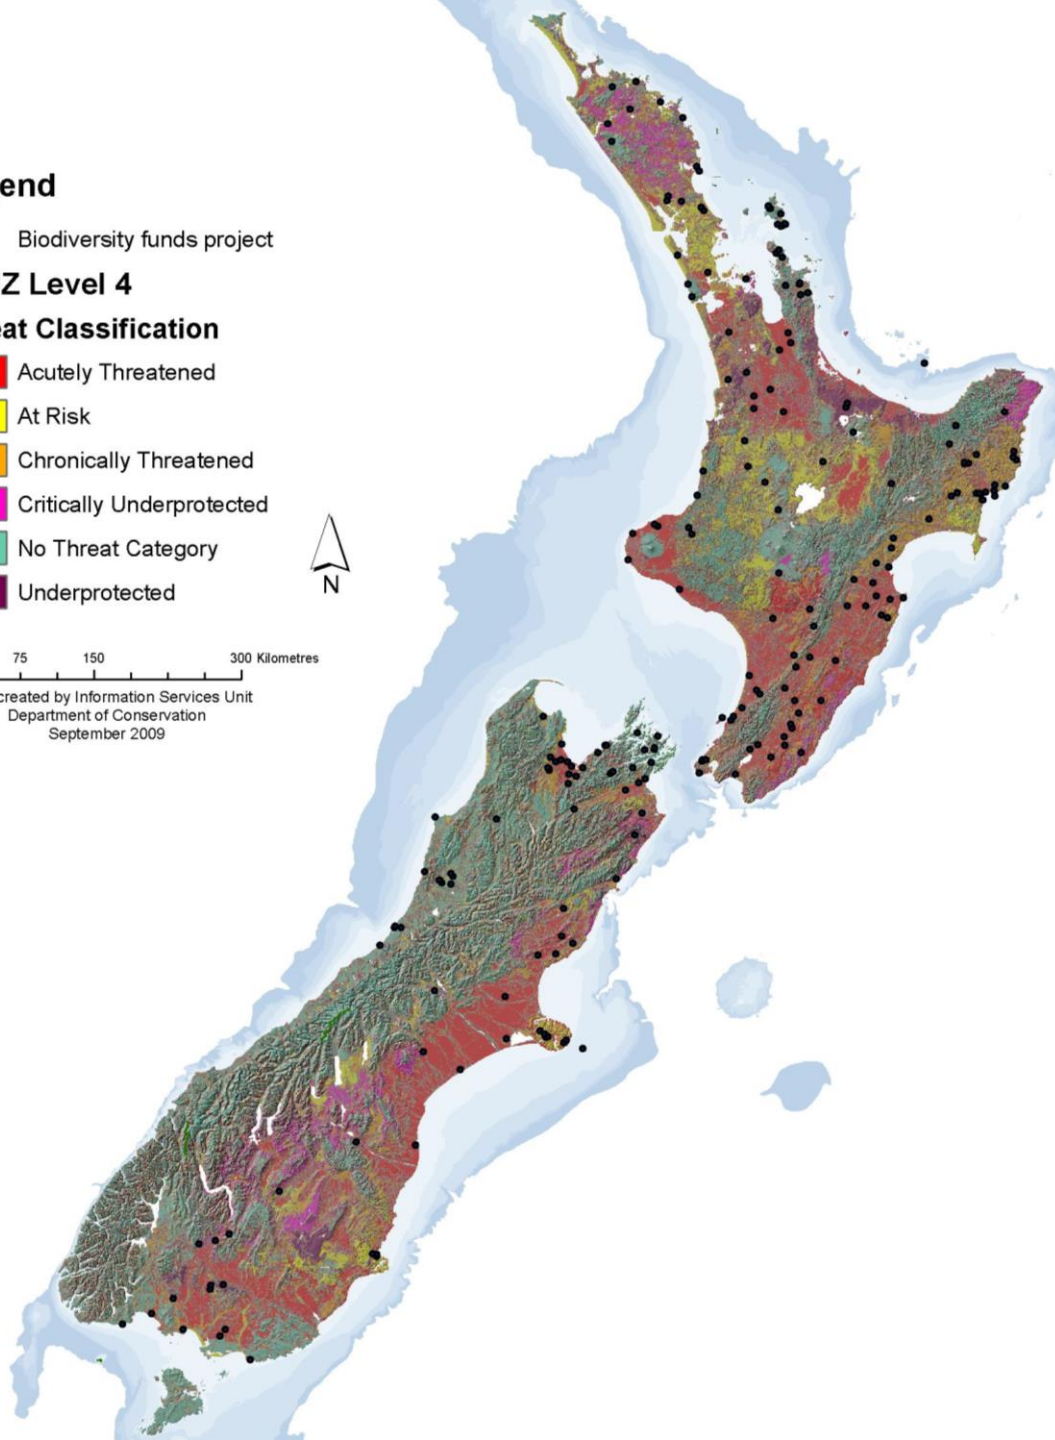 end
Biodiversity funds project
Z Level 4
eat Classification
Acutely Threatened
At Risk
Chronically Threatened
Critically Underprotected
No Threat Category
Underprotected
N
75 150 300 Kilometres
created by Information Services Unit
Department of Conservation
September 2009